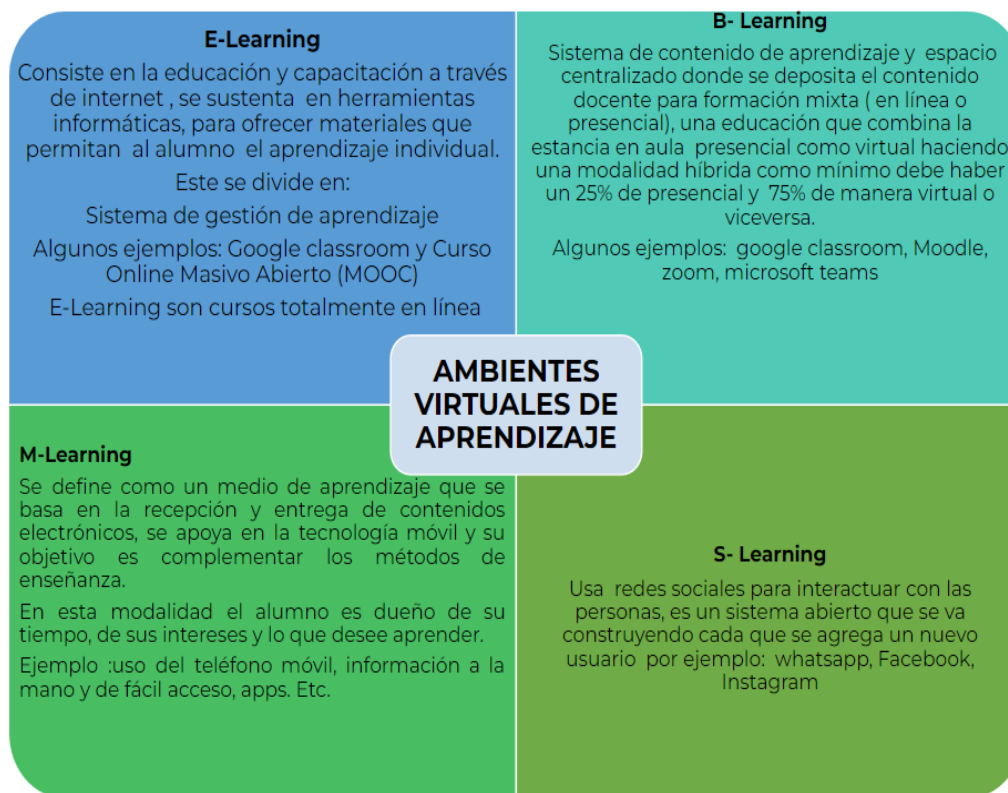 E-Learning
Consiste en la educación y capacitación a través
de internet , se sustenta en herramientas
informáticas, para ofrecer materiales que
permitan al alumno el aprendizaje individual.
Este se divide en:
Sistema de gestión de aprendizaje
Algunos ejemplos: Google classroom y Curso
Online Masivo Abierto (MOOC)
E-Learning son cursos totalmente en línea
B- Learning
Sistema de contenido de aprendizaje y espacio
centralizado donde se deposita el contenido
docente para formación mixta ( en línea o
presencial), una educación que combina la
estancia en aula presencial como virtual haciendo
una modalidad híbrida como mínimo debe haber
un 25% de presencial y 75% de manera virtual o
viceversa.
Algunos ejemplos: google classroom, Moodle,
zoom, microsoft teams
AMBIENTES
VIRTUALES DE
APRENDIZAJE
M-Learning
Se define como un medio de aprendizaje que se
basa en la recepción y entrega de contenidos
electrónicos, se apoya en la tecnología móvil y su
objetivo es complementar los métodos de
enseñanza.
En esta modalidad el alumno es dueño de su
tiempo, de sus intereses y lo que desee aprender.
Ejemplo :uso del teléfono móvil, información a la
mano y de fácil acceso, apps. Etc.
S- Learning
Usa redes sociales para interactuar con las
personas, es un sistema abierto que se va
construyendo cada que se agrega un nuevo
usuario por ejemplo: whatsapp, Facebook,
Instagram